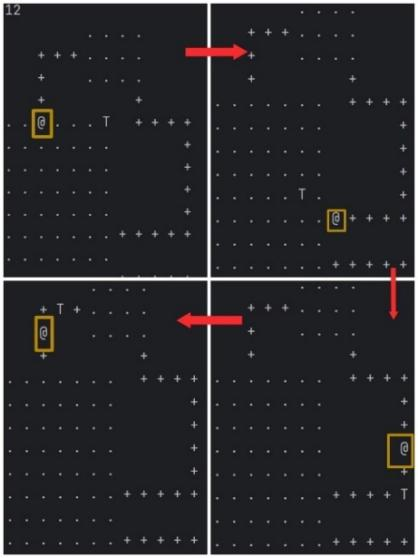 12
. . . .
+ + + . . . .
+ . . . .
+ +
. . @ . . . T + + + +
. . . . . . . +
. . . . . . . +
. . . . . . . +
. . . . . . . +
. . . . . . . + + + + +
. . . . . . .
. . . .
. . . .
+ + + . . . .
+ . . . .
+ +
. . . . . . . + + + +
. . . . . . . +
. . . . . . . +
. . . . . . . +
. . . . . T . +
. . . . . . . @ + + + +
. . . . . . .
. . . . . . . + + + + +
. . . .
+ T + . . . .
@ . . . .
+ +
. . . . . . . + + + +
. . . . . . . +
. . . . . . . +
. . . . . . . +
. . . . . . . +
. . . . . . . + + + + +
. . . . . . .
. . . . . . . + + + + +
. . . .
+ + + . . . .
+ . . . .
+ +
. . . . . . . + + + +
. . . . . . . +
. . . . . . . +
. . . . . . . @
. . . . . . . +
. . . . . . . + + + + T
. . . . . . .
. . . . . . . + + + + +